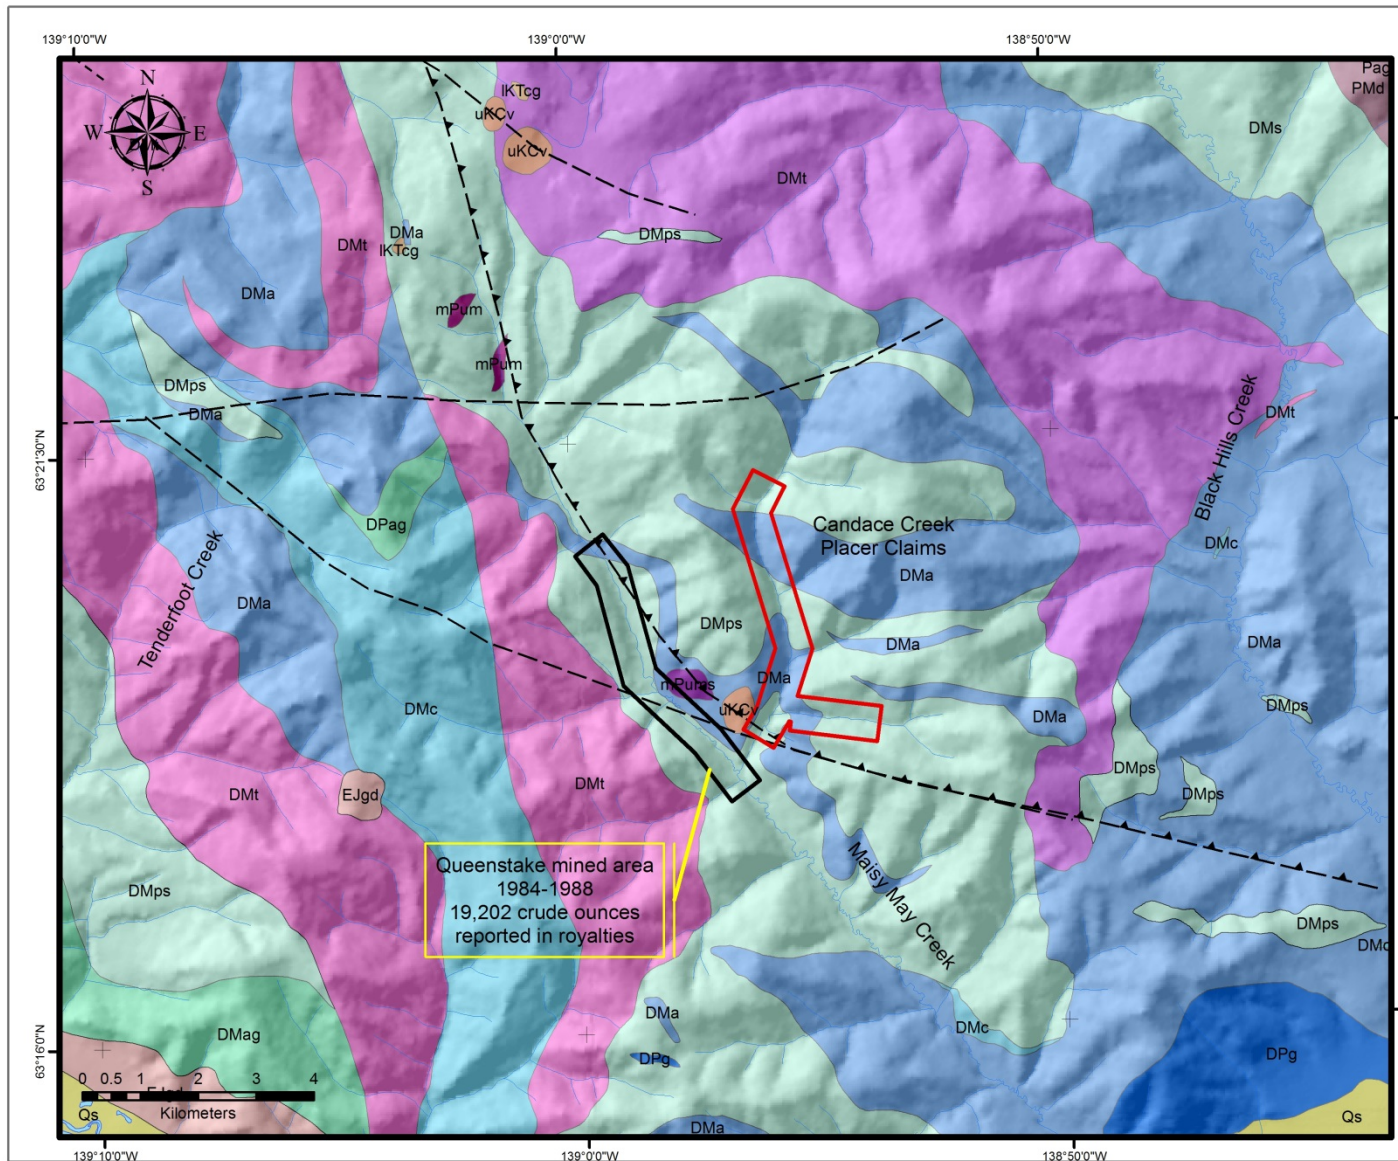 139°10'0"W
139°0'0"W
138°50'0"W
N
W E
S
lKTcg
uKCv
uKCv
Pag
PMd
DMs
DMt
DMps
DMa
lKTcg
DMt
DMa
mPum
mPum
DMps
DMa
DMt
63°21'30"N
Black Hills Creek
DPag
Candace Creek
Placer Claims
DMc
DMa
Tenderfoot Creek
DMa
DMps
DMa
DMa
mPums
DMa
DMc
uKCv
DMps
DMa
DMps
DMps
DMt
EJgd
DMt
Maisy May Creek
Queenstake mined area
1984-1988
19,202 crude ounces
reported in royalties
DMps
DMps
DMa
DMag
DMc
DPg
DPg
63°16'0"N
0 0.5 1 2 3 4
Kilometers
Qs
Qs
DMa
139°10'0"W
139°0'0"W
138°50'0"W